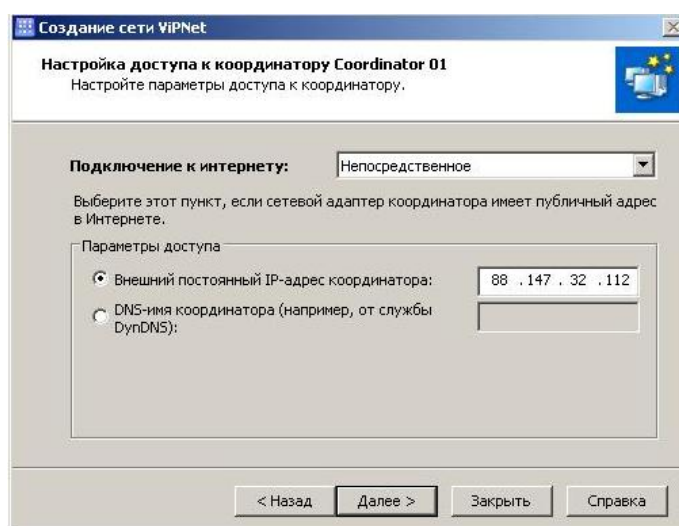 Создание сети ViPNet
Настройка доступа к координатору Coordinator 01
Настройте параметры доступа к координатору.
Подключение к интернету: Непосредственное
Выберите этот пункт, если сетевой адаптер координатора имеет публичный адрес
в Интернете.
Параметры доступа
Внешний постоянный IP-адрес координатора: 88 .147 . 32 .112
DNS-имя координатора (например, от службы
DynDNS):
< Назад Далее > Закрыть Справка